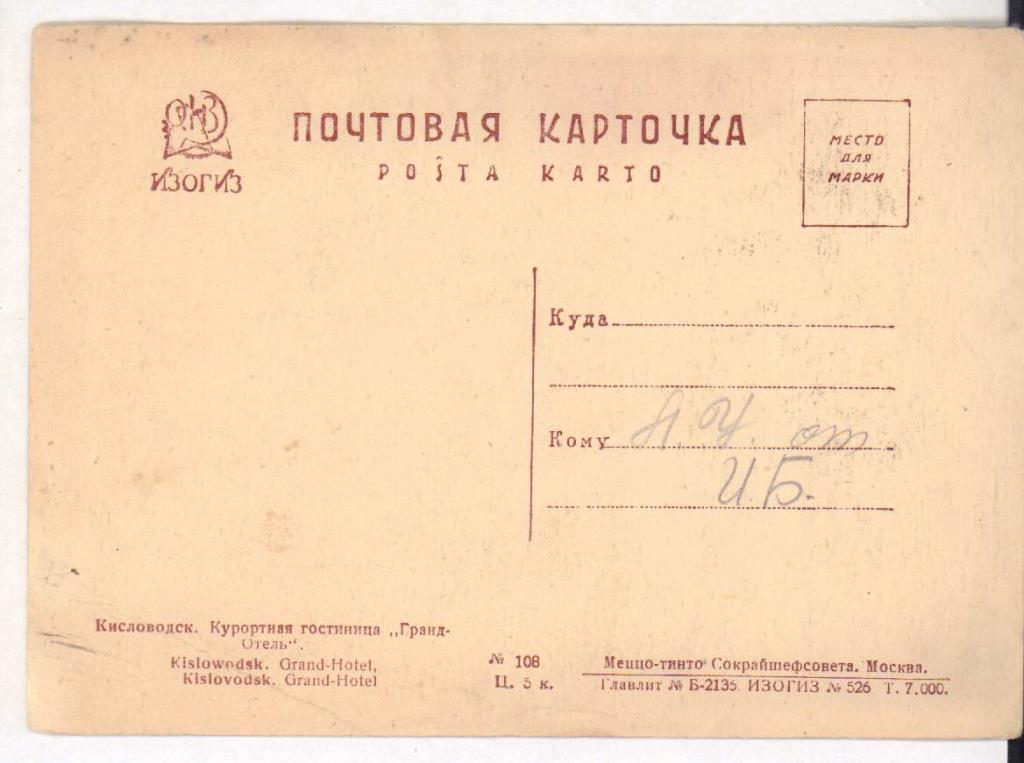 ИЗОГИЗ
ПОЧТОВАЯ КАРТОЧКА
POŜTA KARTO
МЕСТО
ДЛЯ
МАРКИ
Куда
Кому
от
И.Б.
Кисловодск. Курортная гостиница „Гранд-
Отель“.
Kislowodsk. Grand-Hotel,
Kislovodsk. Grand-Hotel
№ 108
Ц. 5 к.
Меццо-тинто Сокрайшефсовета. Москва.
Главлит № Б-2135. ИЗОГИЗ № 526 Т. 7.000.